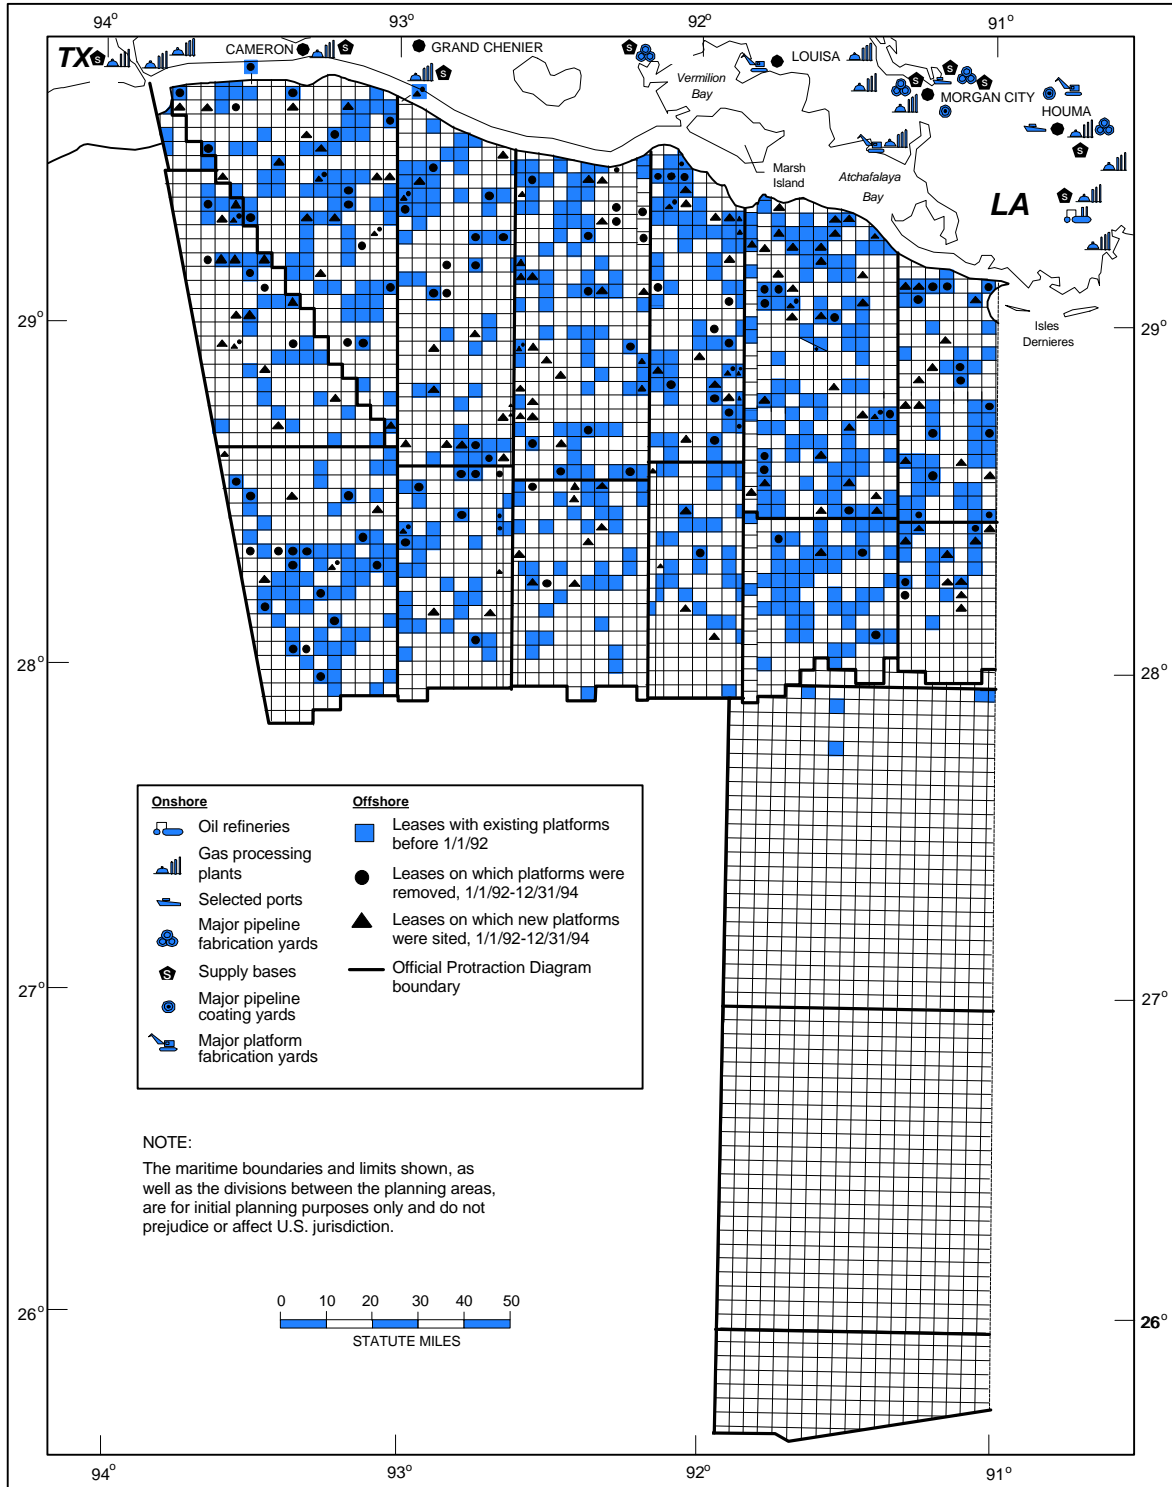 94° 93° 92° 91°
TX
CAMERON
GRAND CHENIER
LOUISA
Vermilion
Bay
MORGAN CITY
HOUMA
Marsh
Island
Atchafalaya
Bay
LA
29°
29°
Isles
Dernieres
28°
28°
Onshore
Oil refineries
Gas processing
plants
Selected ports
Major pipeline
fabrication yards
S Supply bases
Major pipeline
coating yards
Major platform
fabrication yards
Offshore
Leases with existing platforms
before 1/1/92
Leases on which platforms were
removed, 1/1/92-12/31/94
Leases on which new platforms
were sited, 1/1/92-12/31/94
Official Protraction Diagram
boundary
27°
27°
NOTE:
The maritime boundaries and limits shown, as
well as the divisions between the planning areas,
are for initial planning purposes only and do not
prejudice or affect U.S. jurisdiction.
0 10 20 30 40 50
STATUTE MILES
26°
26°
94° 93° 92° 91°